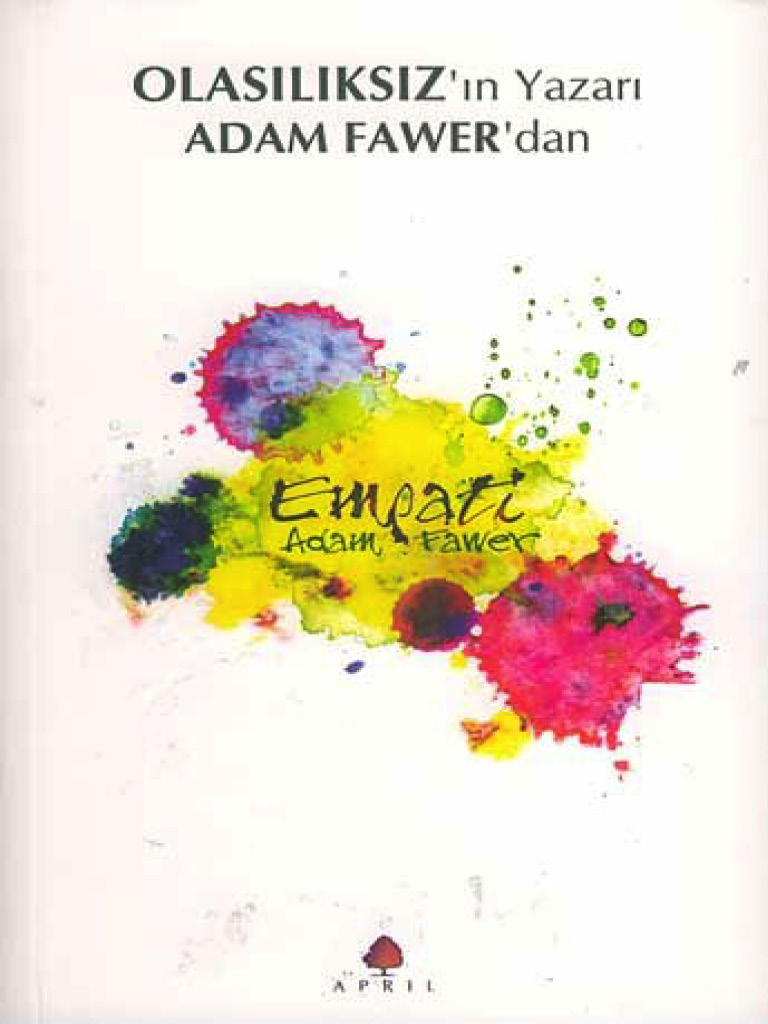 OLASILIKSIZ'ın Yazarı
ADAM FAWER'dan
Empati
Adam Fawer
APRIL